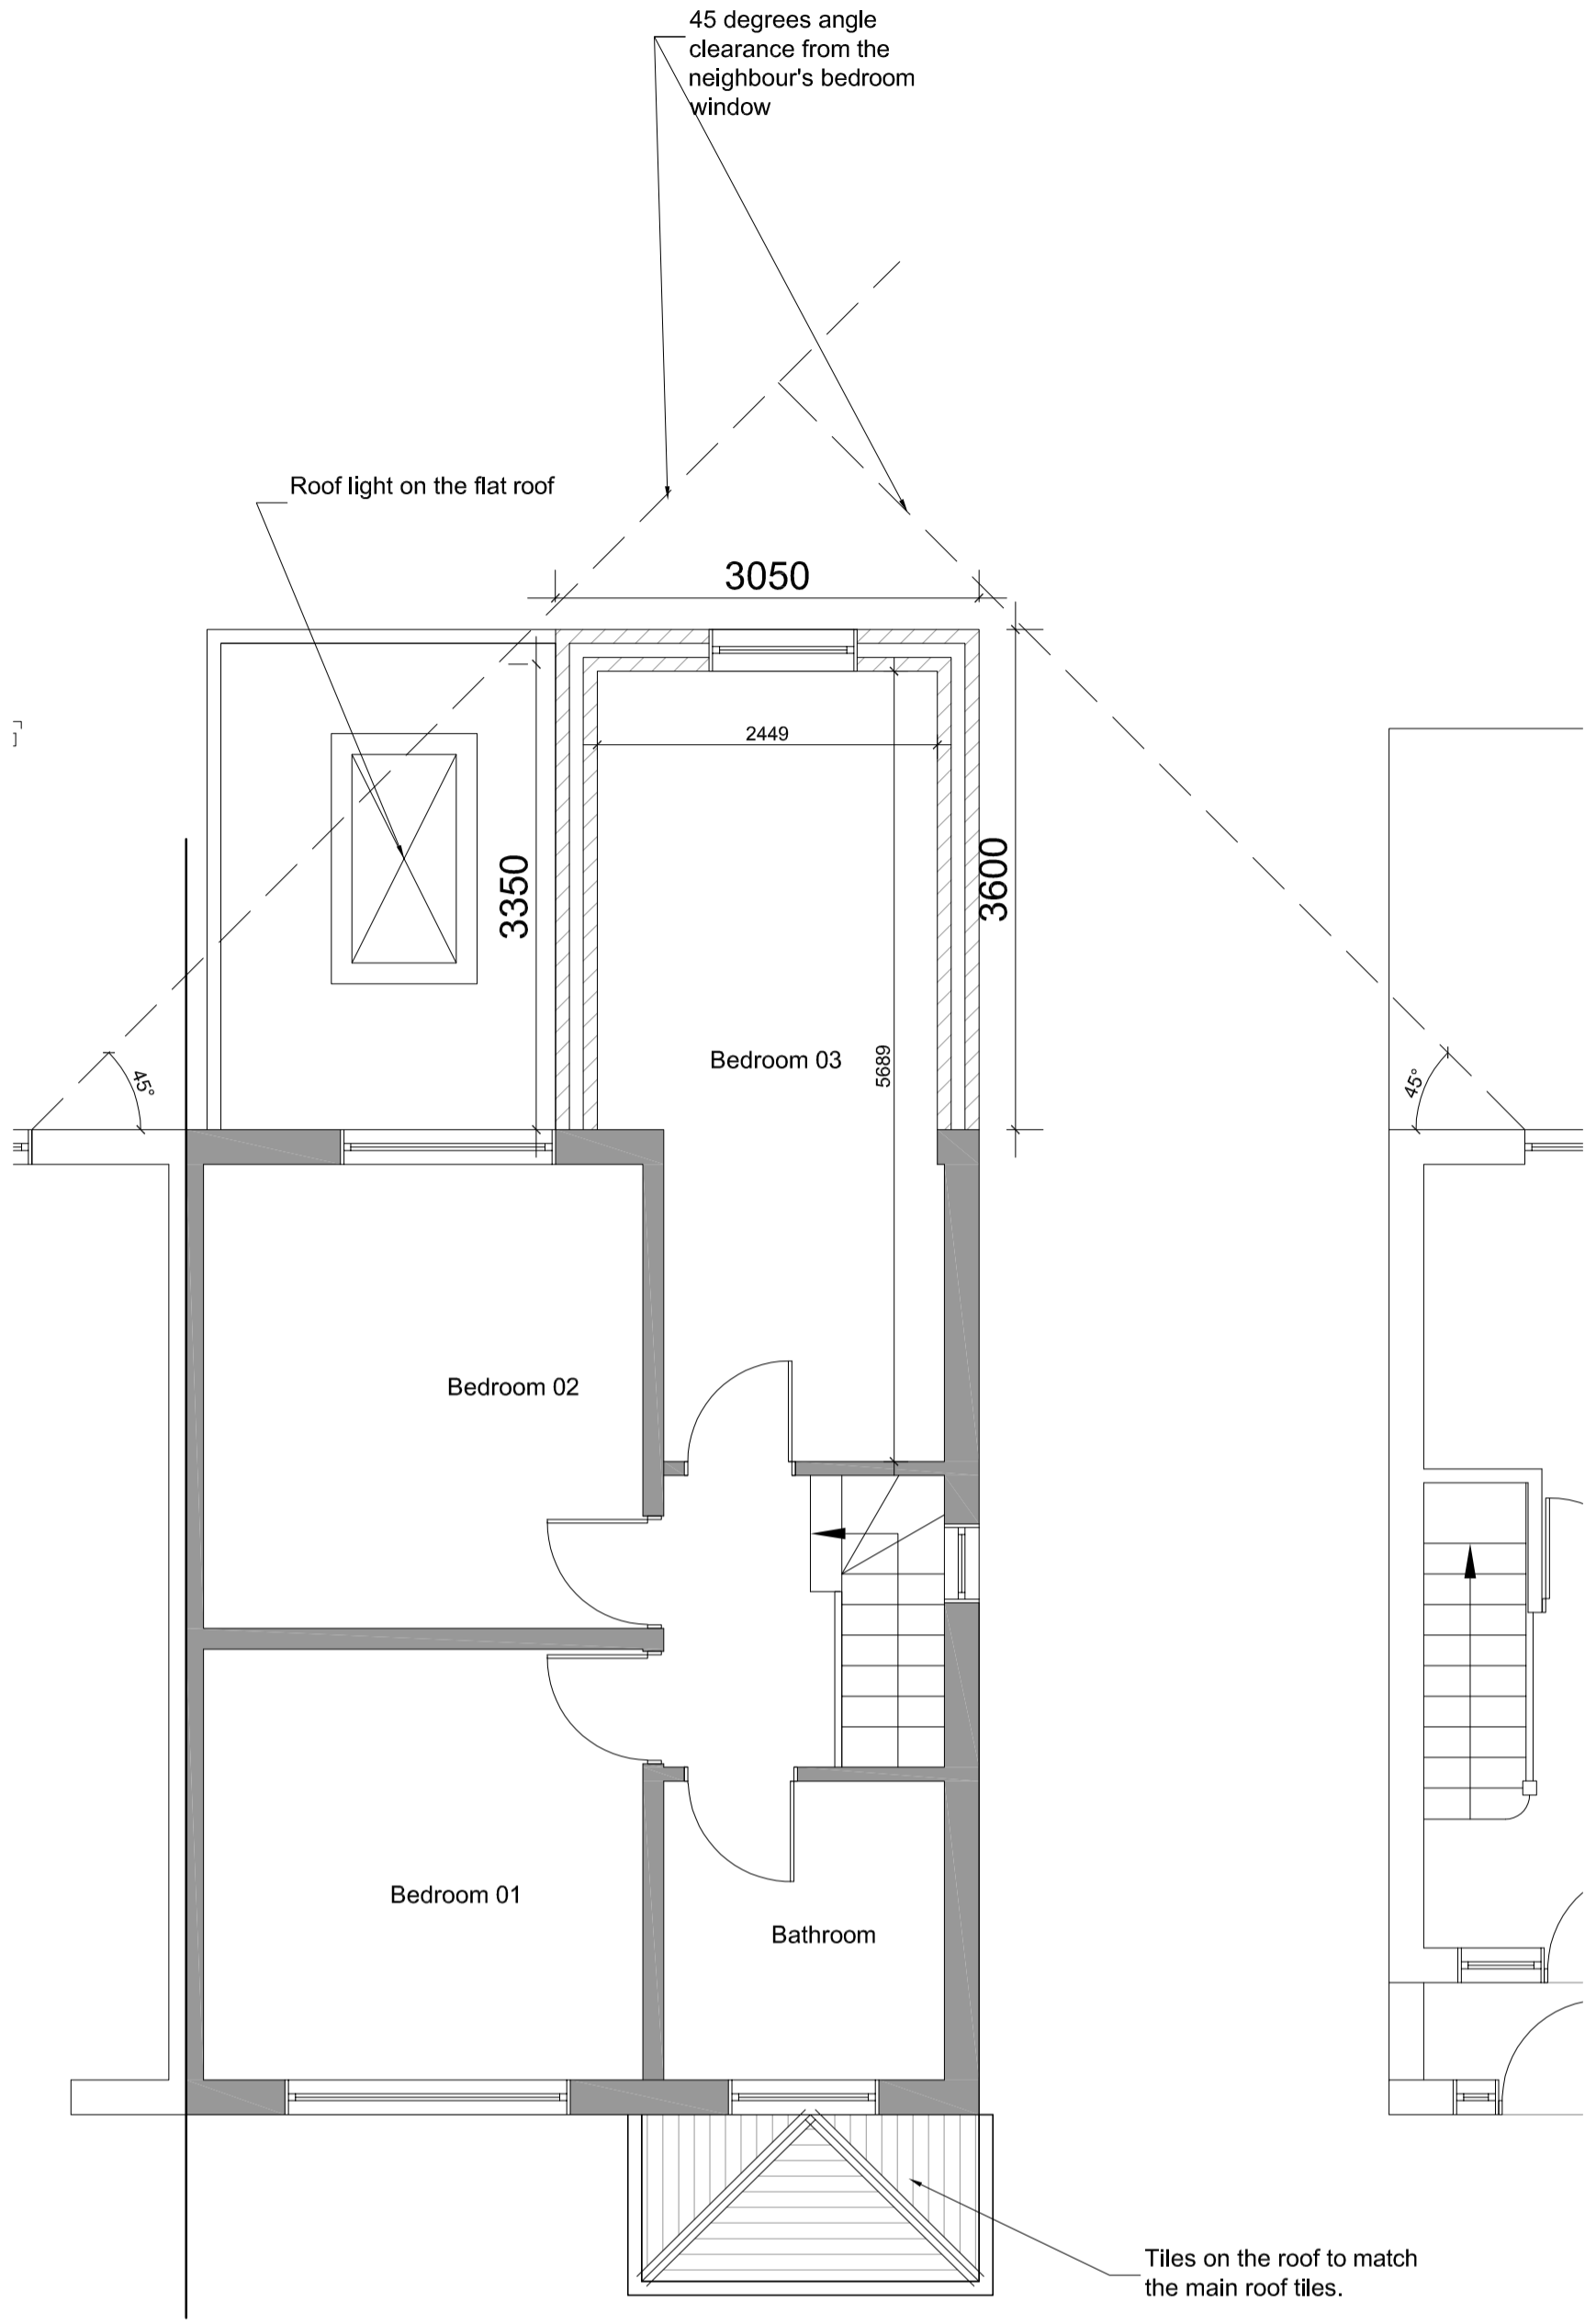 45 degrees angle
clearance from the
neighbour's bedroom
window
Roof light on the flat roof
3050
2449
3350
3600
Bedroom 03
5689
45°
45°
Bedroom 02
Bedroom 01
Bathroom
Tiles on the roof to match
the main roof tiles.